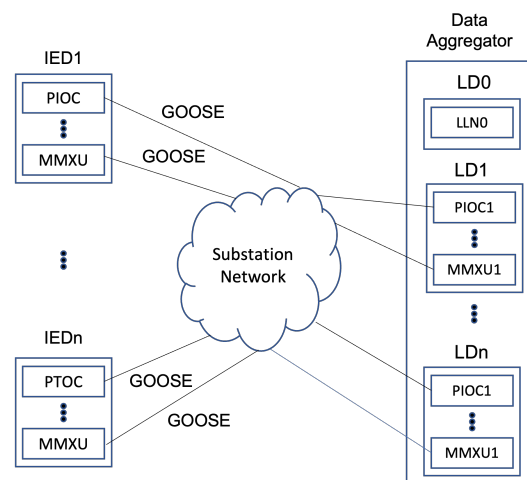 Data
Aggregator
IED1
PIOC
MMXU
GOOSE
GOOSE
LD0
LLN0
LD1
PIOC1
MMXU1
Substation
Network
IEDn
PTOC
MMXU
GOOSE
GOOSE
LDn
PIOC1
MMXU1